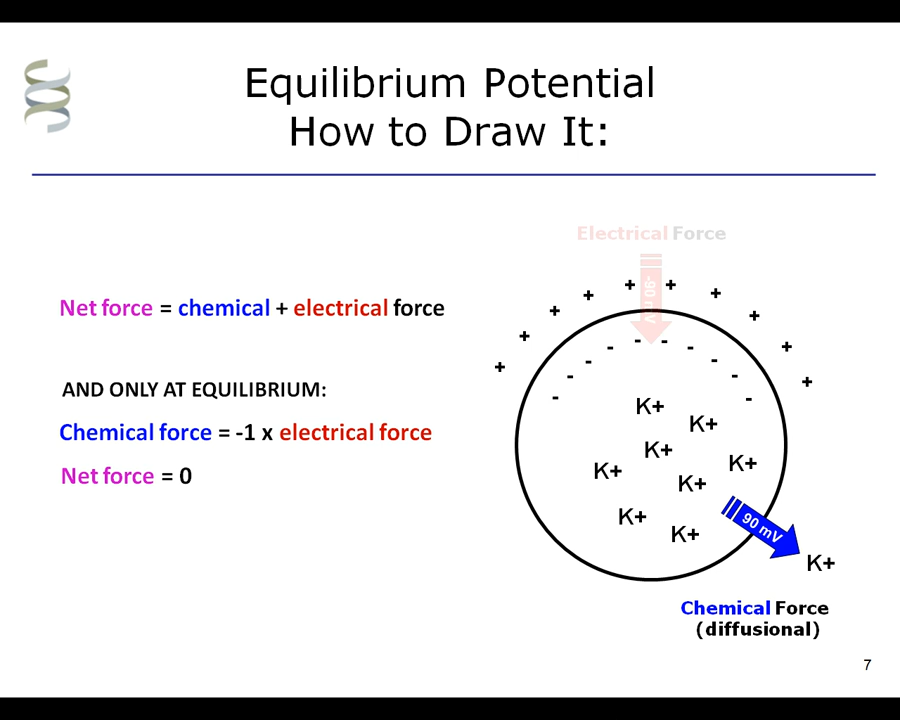 Equilibrium Potential
How to Draw It:
Net force = chemical + electrical force
AND ONLY AT EQUILIBRIUM:
Chemical force = -1 x electrical force
Net force = 0
Electrical Force
-90 mV
+ + + + + + + + + +
- - - - - - - - - -
K+
K+
K+
K+
K+
K+
K+
K+
90 mV
K+
Chemical Force
(diffusional)
7